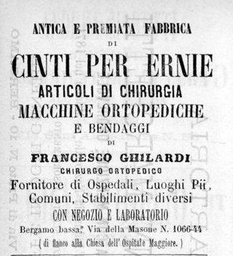 ANTICA E PREMIATA FABBRICA
DI
CINTI PER ERNIE
ARTICOLI DI CHIRURGIA
MACCHINE ORTOPEDICHE
E BENDAGGI
DI
FRANCESCO GHILARDI
CHIRURGO ORTOPEDICO
Fornitore di Ospedali, Luoghi Pii,
Comuni, Stabilimenti diversi
CON NEGOZIO E LABORATORIO
Bergamo bassa, Via della Masone N. 1066-44
(di fianco alla Chiesa dell' Ospitale Maggiore.)